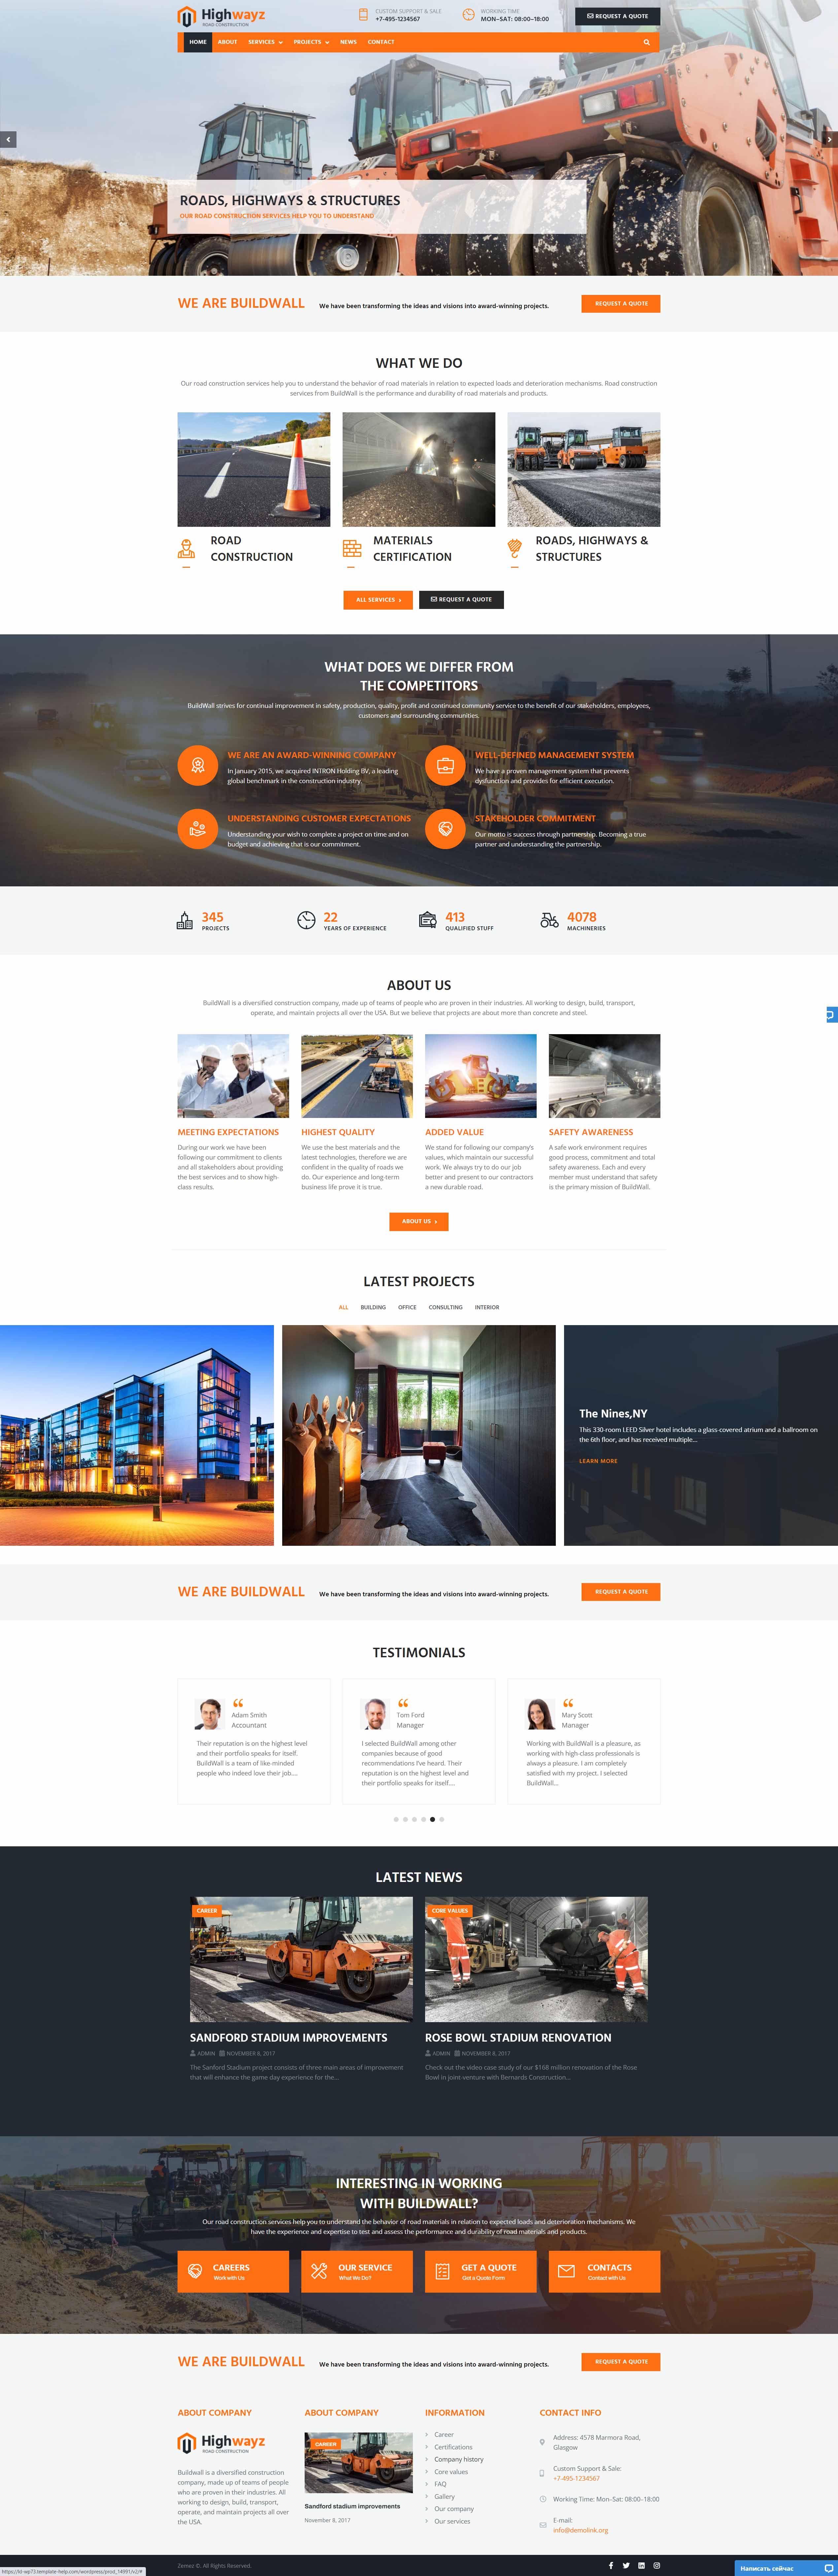 Highwayz
ROAD CONSTRUCTION
CUSTOM SUPPORT & SALE
+7-495-1234567
WORKING TIME
MON–SAT: 08:00–18:00
REQUEST A QUOTE
HOME ABOUT SERVICES PROJECTS NEWS CONTACT
ROADS, HIGHWAYS & STRUCTURES
OUR ROAD CONSTRUCTION SERVICES HELP YOU TO UNDERSTAND
WE ARE BUILDWALL
We have been transforming the ideas and visions into award-winning projects.
REQUEST A QUOTE
WHAT WE DO
Our road construction services help you to understand the behavior of road materials in relation to expected loads and deterioration mechanisms. Road construction
services from BuildWall is the performance and durability of road materials and products.
ROAD
CONSTRUCTION
MATERIALS
CERTIFICATION
ROADS, HIGHWAYS &
STRUCTURES
ALL SERVICES
REQUEST A QUOTE
WHAT DOES WE DIFFER FROM
THE COMPETITORS
BuildWall strives for continual improvement in safety, production, quality, profit and continued community service to the benefit of our stakeholders, employees,
customers and surrounding communities.
WE ARE AN AWARD-WINNING COMPANY
In January 2015, we acquired INTRON Holding BV, a leading
global benchmark in the construction industry.
WELL-DEFINED MANAGEMENT SYSTEM
We have a proven management system that prevents
dysfunction and provides for efficient execution.
UNDERSTANDING CUSTOMER EXPECTATIONS
Understanding your wish to complete a project on time and on
budget and achieving that is our commitment.
STAKEHOLDER COMMITMENT
Our motto is success through partnership. Becoming a true
partner and understanding the partnership.
345
PROJECTS
22
YEARS OF EXPERIENCE
413
QUALIFIED STUFF
4078
MACHINERIES
ABOUT US
BuildWall is a diversified construction company, made up of teams of people who are proven in their industries. All working to design, build, transport,
operate, and maintain projects all over the USA. But we believe that projects are about more than concrete and steel.
MEETING EXPECTATIONS
During our work we have been
following our commitment to clients
and all stakeholders about providing
the best services and to show high-
class results.
HIGHEST QUALITY
We use the best materials and the
latest technologies, therefore we are
confident in the quality of roads we
do. Our experience and long-term
business life prove it is true.
ADDED VALUE
We stand for following our company's
values, which maintain our successful
work. We always try to do our job
better and present to our contractors
a new durable road.
SAFETY AWARENESS
A safe work environment requires
good process, commitment and total
safety awareness. Each and every
member must understand that safety
is the primary mission of BuildWall.
ABOUT US
LATEST PROJECTS
ALL BUILDING OFFICE CONSULTING INTERIOR
The Nines,NY
This 330-room LEED Silver hotel includes a glass-covered atrium and a ballroom on
the 6th floor, and has received multiple...
LEARN MORE
WE ARE BUILDWALL
We have been transforming the ideas and visions into award-winning projects.
REQUEST A QUOTE
TESTIMONIALS
Adam Smith
Accountant
Their reputation is on the highest level
and their portfolio speaks for itself.
BuildWall is a team of like-minded
people who indeed love their job....
Tom Ford
Manager
I selected BuildWall among other
companies because of good
recommendations I've heard. Their
reputation is on the highest level and
their portfolio speaks for itself....
Mary Scott
Manager
Working with BuildWall is a pleasure, as
working with high-class professionals is
always a pleasure. I am completely
satisfied with my project. I selected
BuildWall...
LATEST NEWS
CAREER
SANDFORD STADIUM IMPROVEMENTS
ADMIN NOVEMBER 8, 2017
The Sanford Stadium project consists of three main areas of improvement
that will enhance the game day experience for the...
CORE VALUES
ROSE BOWL STADIUM RENOVATION
ADMIN NOVEMBER 8, 2017
Check out the video case study of our $168 million renovation of the Rose
Bowl in joint-venture with Bernards Construction...
INTERESTING IN WORKING
WITH BUILDWALL?
Our road construction services help you to understand the behavior of road materials in relation to expected loads and deterioration mechanisms. We
have the experience and expertise to test and assess the performance and durability of road materials and products.
CAREERS
Work with Us
OUR SERVICE
What We Do?
GET A QUOTE
Get a Quote Form
CONTACTS
Contact with Us
WE ARE BUILDWALL
We have been transforming the ideas and visions into award-winning projects.
REQUEST A QUOTE
ABOUT COMPANY
Highwayz
ROAD CONSTRUCTION
Buildwall is a diversified construction
company, made up of teams of people
who are proven in their industries. All
working to design, build, transport,
operate, and maintain projects all over
the USA.
ABOUT COMPANY
CAREER
Sandford stadium improvements
November 8, 2017
INFORMATION
Career
Certifications
Company history
Core values
FAQ
Gallery
Our company
Our services
CONTACT INFO
Address: 4578 Marmora Road,
Glasgow
Custom Support & Sale:
+7-495-1234567
Working Time: Mon–Sat: 08:00–18:00
E-mail:
info@demolink.org
Zemez ©. All Rights Reserved.
https://ld-wp73.template-help.com/wordpress/prod_14991/v2/#
Написать сейчас